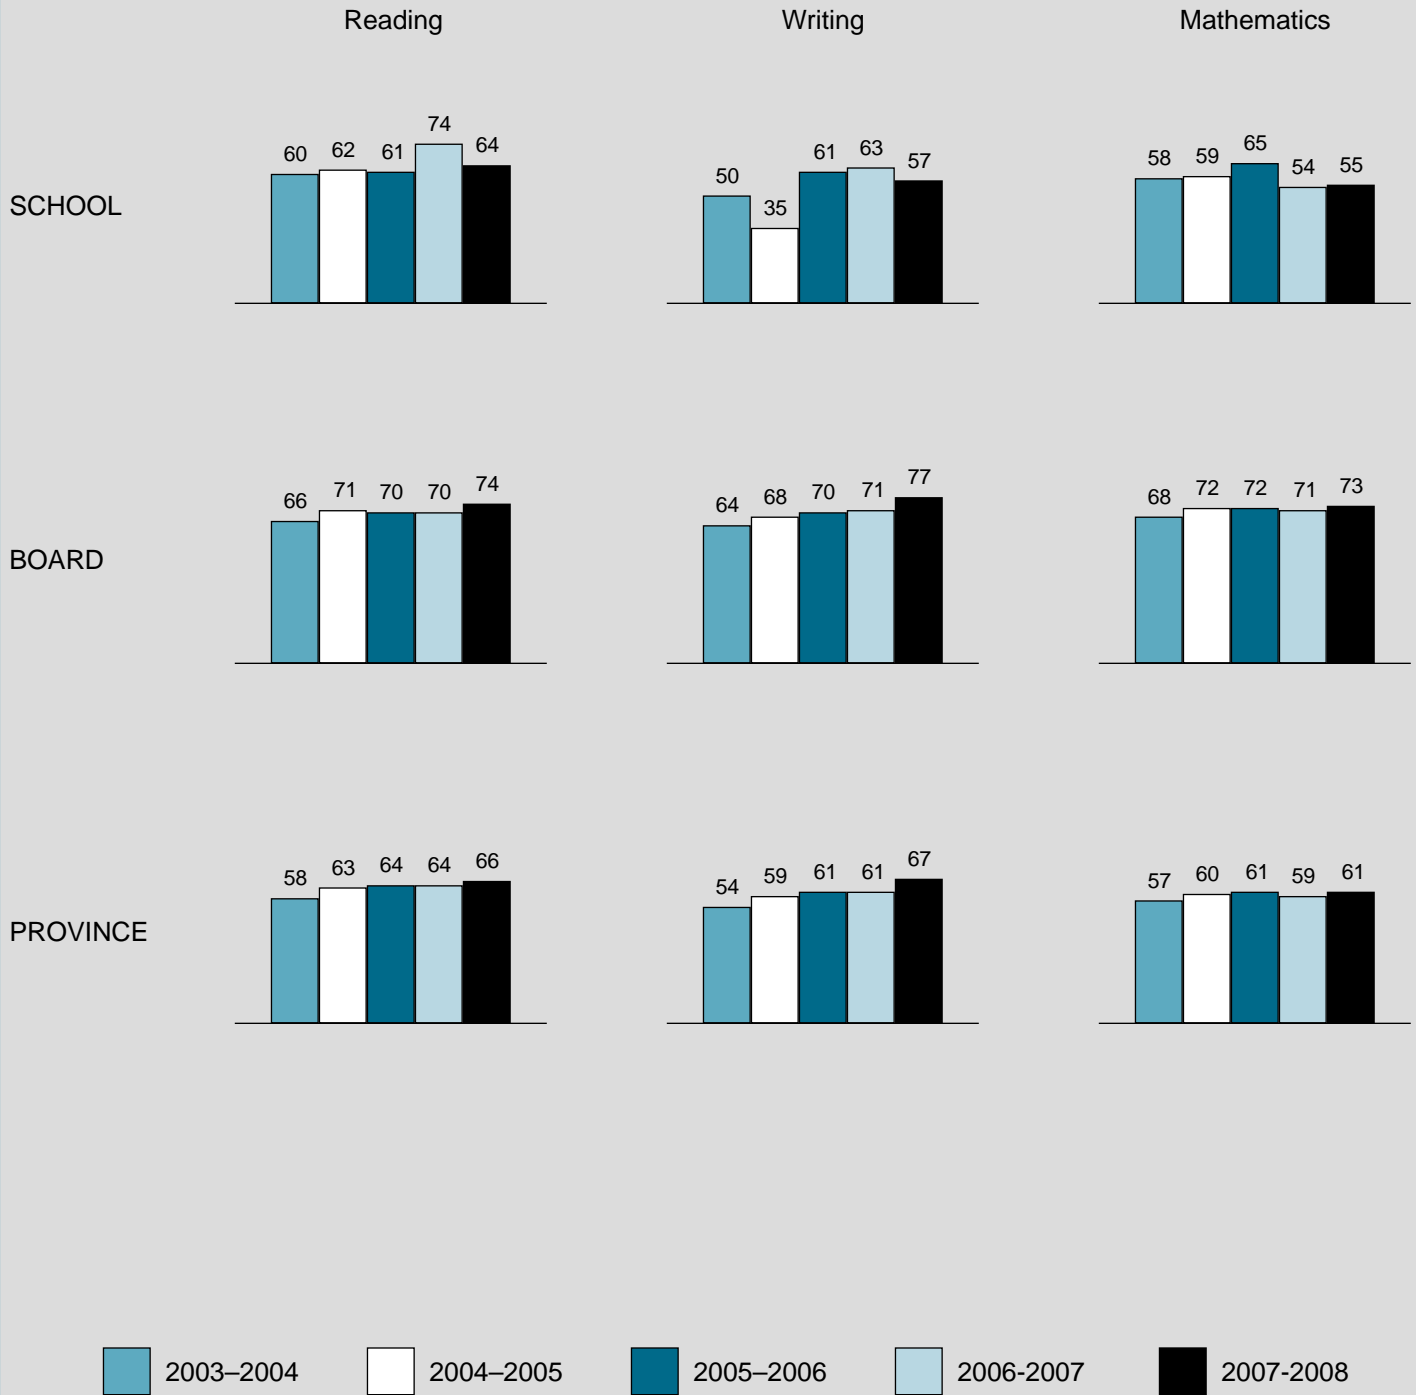 Reading Writing Mathematics
SCHOOL
60 62 61 74 64
50 35 61 63 57
58 59 65 54 55
BOARD
66 71 70 70 74
64 68 70 71 77
68 72 72 71 73
PROVINCE
58 63 64 64 66
54 59 61 61 67
57 60 61 59 61
2003–2004 2004–2005 2005–2006 2006-2007 2007-2008